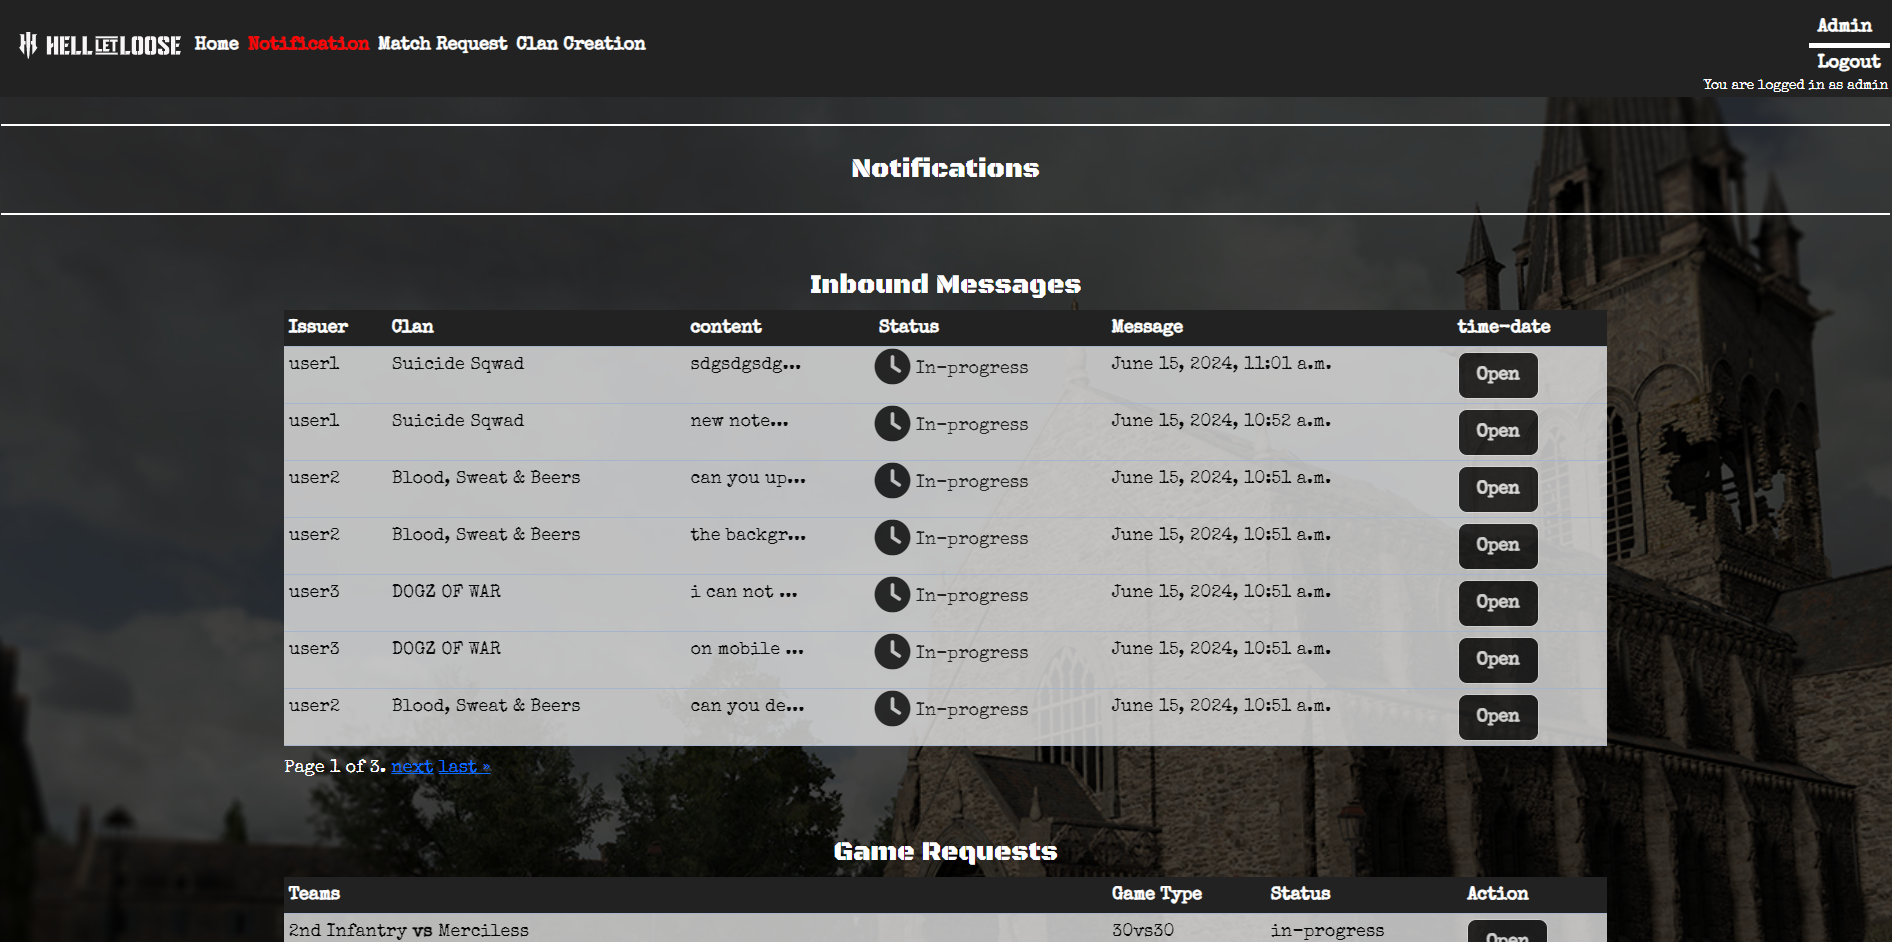 HELL LET LOOSE Home Notification Match Request Clan Creation
Admin
Logout
You are logged in as admin
Notifications
Inbound Messages
Issuer Clan content Status Message time-date
user1 Suicide Sqwad sdgsdgsdg... In-progress June 15, 2024, 11:01 a.m. Open
user1 Suicide Sqwad new note... In-progress June 15, 2024, 10:52 a.m. Open
user2 Blood, Sweat & Beers can you up... In-progress June 15, 2024, 10:51 a.m. Open
user2 Blood, Sweat & Beers the backgr... In-progress June 15, 2024, 10:51 a.m. Open
user3 DOGZ OF WAR i can not ... In-progress June 15, 2024, 10:51 a.m. Open
user3 DOGZ OF WAR on mobile ... In-progress June 15, 2024, 10:51 a.m. Open
user2 Blood, Sweat & Beers can you de... In-progress June 15, 2024, 10:51 a.m. Open
Page 1 of 3. next last »
Game Requests
Teams Game Type Status Action
2nd Infantry vs Merciless 30vs30 in-progress Open